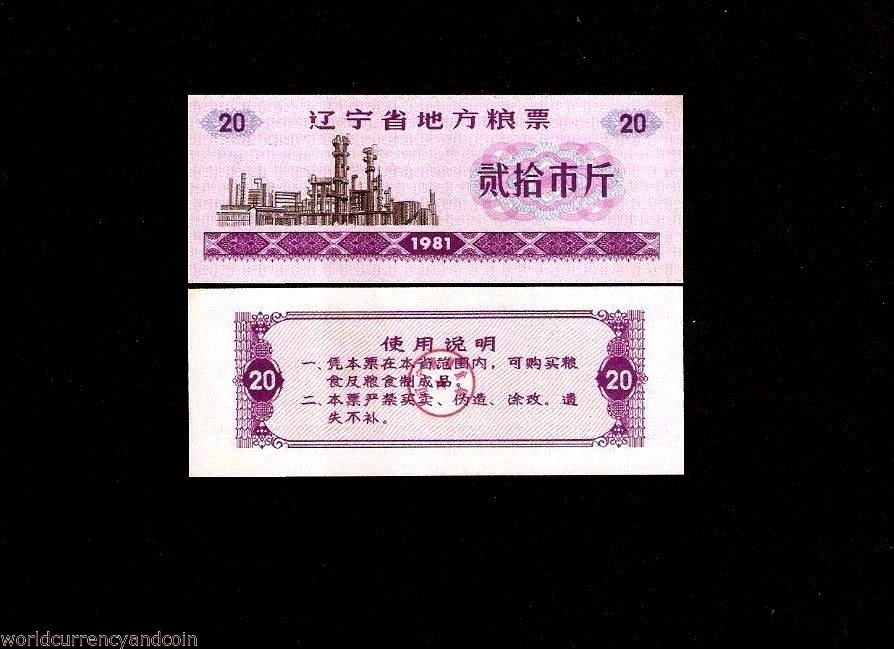 20 辽宁省地方粮票 20
贰拾市斤
1981
使用说明
一、凭本票在本省范围内，可购买粮
食及粮食制成品。
20 20
二、本票严禁买卖、伪造、涂改。遗
失不补。
worldcurrencyandcoin